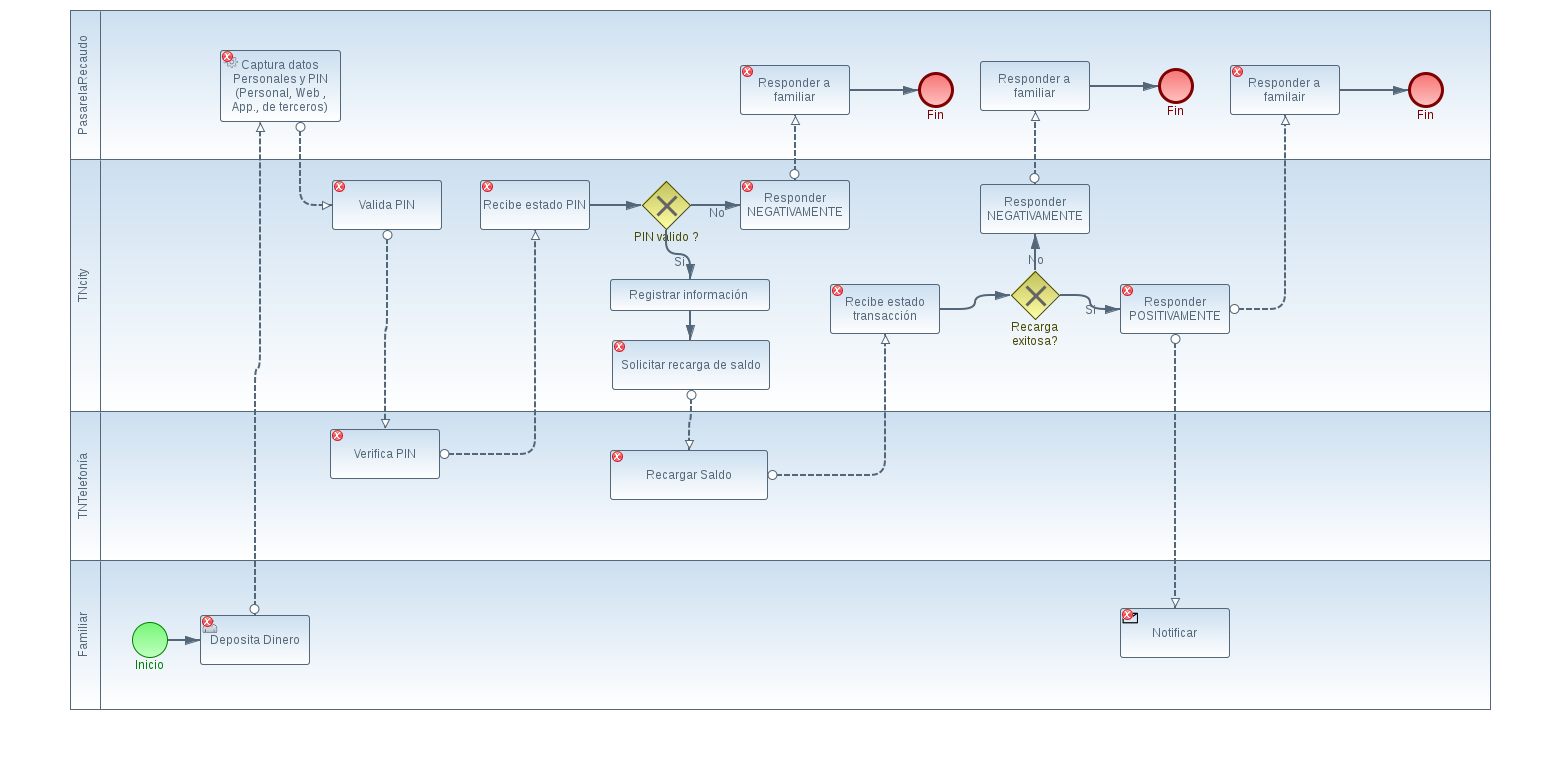 PasarelaRecaudo
Captura datos
Personales y PIN
(Personal, Web ,
App., de terceros)
Responder a
familiar
Fin
Responder a
familiar
Fin
Responder a
familair
Fin
TNcity
Valida PIN
Recibe estado PIN
PIN valido ?
No
Si
Responder
NEGATIVAMENTE
Registrar información
Solicitar recarga de saldo
Recibe estado
transacción
Responder
NEGATIVAMENTE
No
Recarga
exitosa?
Si
Responder
POSITIVAMENTE
TNTelefonía
Verifica PIN
Recargar Saldo
Familiar
Inicio
Deposita Dinero
Notificar